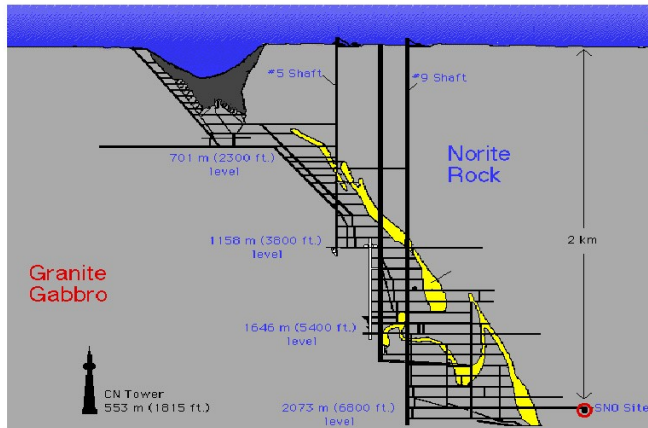 #5 Shaft
#9 Shaft
Norite
Rock
701 m (2300 ft.)
level
2 km
1158 m (3800 ft.)
level
Granite
Gabbro
1646 m (5400 ft.)
level
CN Tower
553 m (1815 ft.)
2073 m (6800 ft.)
level
SNO Site